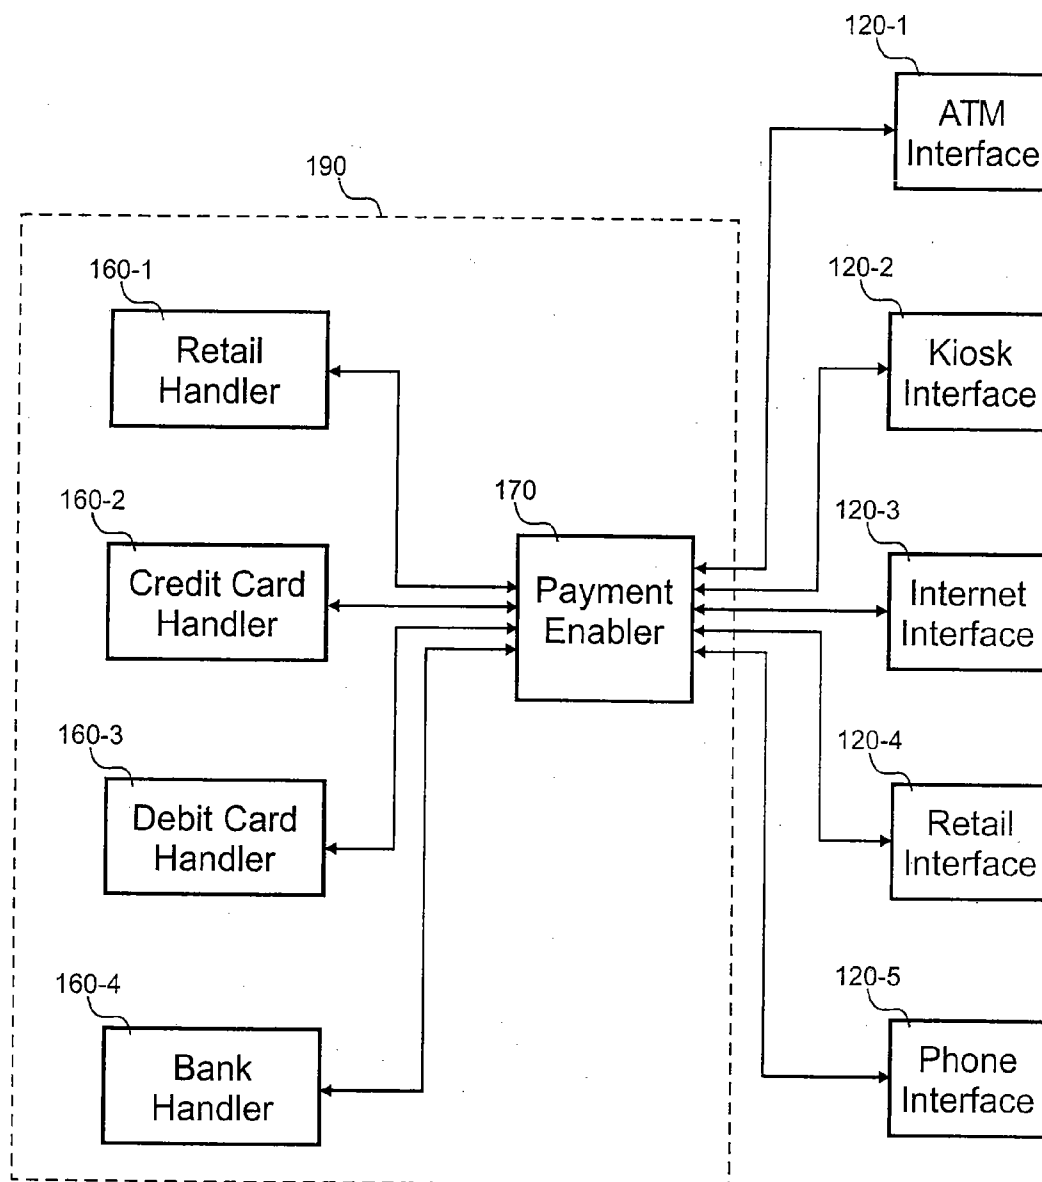 120-1
ATM
Interface
190
160-1
Retail
Handler
120-2
Kiosk
Interface
160-2
Credit Card
Handler
170
Payment
Enabler
120-3
Internet
Interface
160-3
Debit Card
Handler
120-4
Retail
Interface
160-4
Bank
Handler
120-5
Phone
Interface